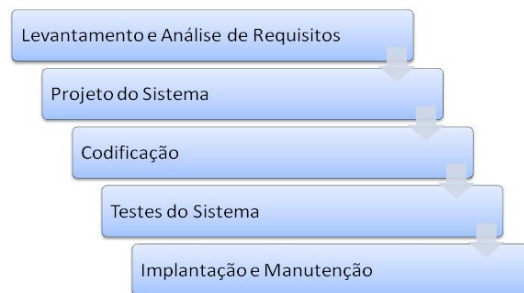 Levantamento e Análise de Requisitos
Projeto do Sistema
Codificação
Testes do Sistema
Implantação e Manutenção